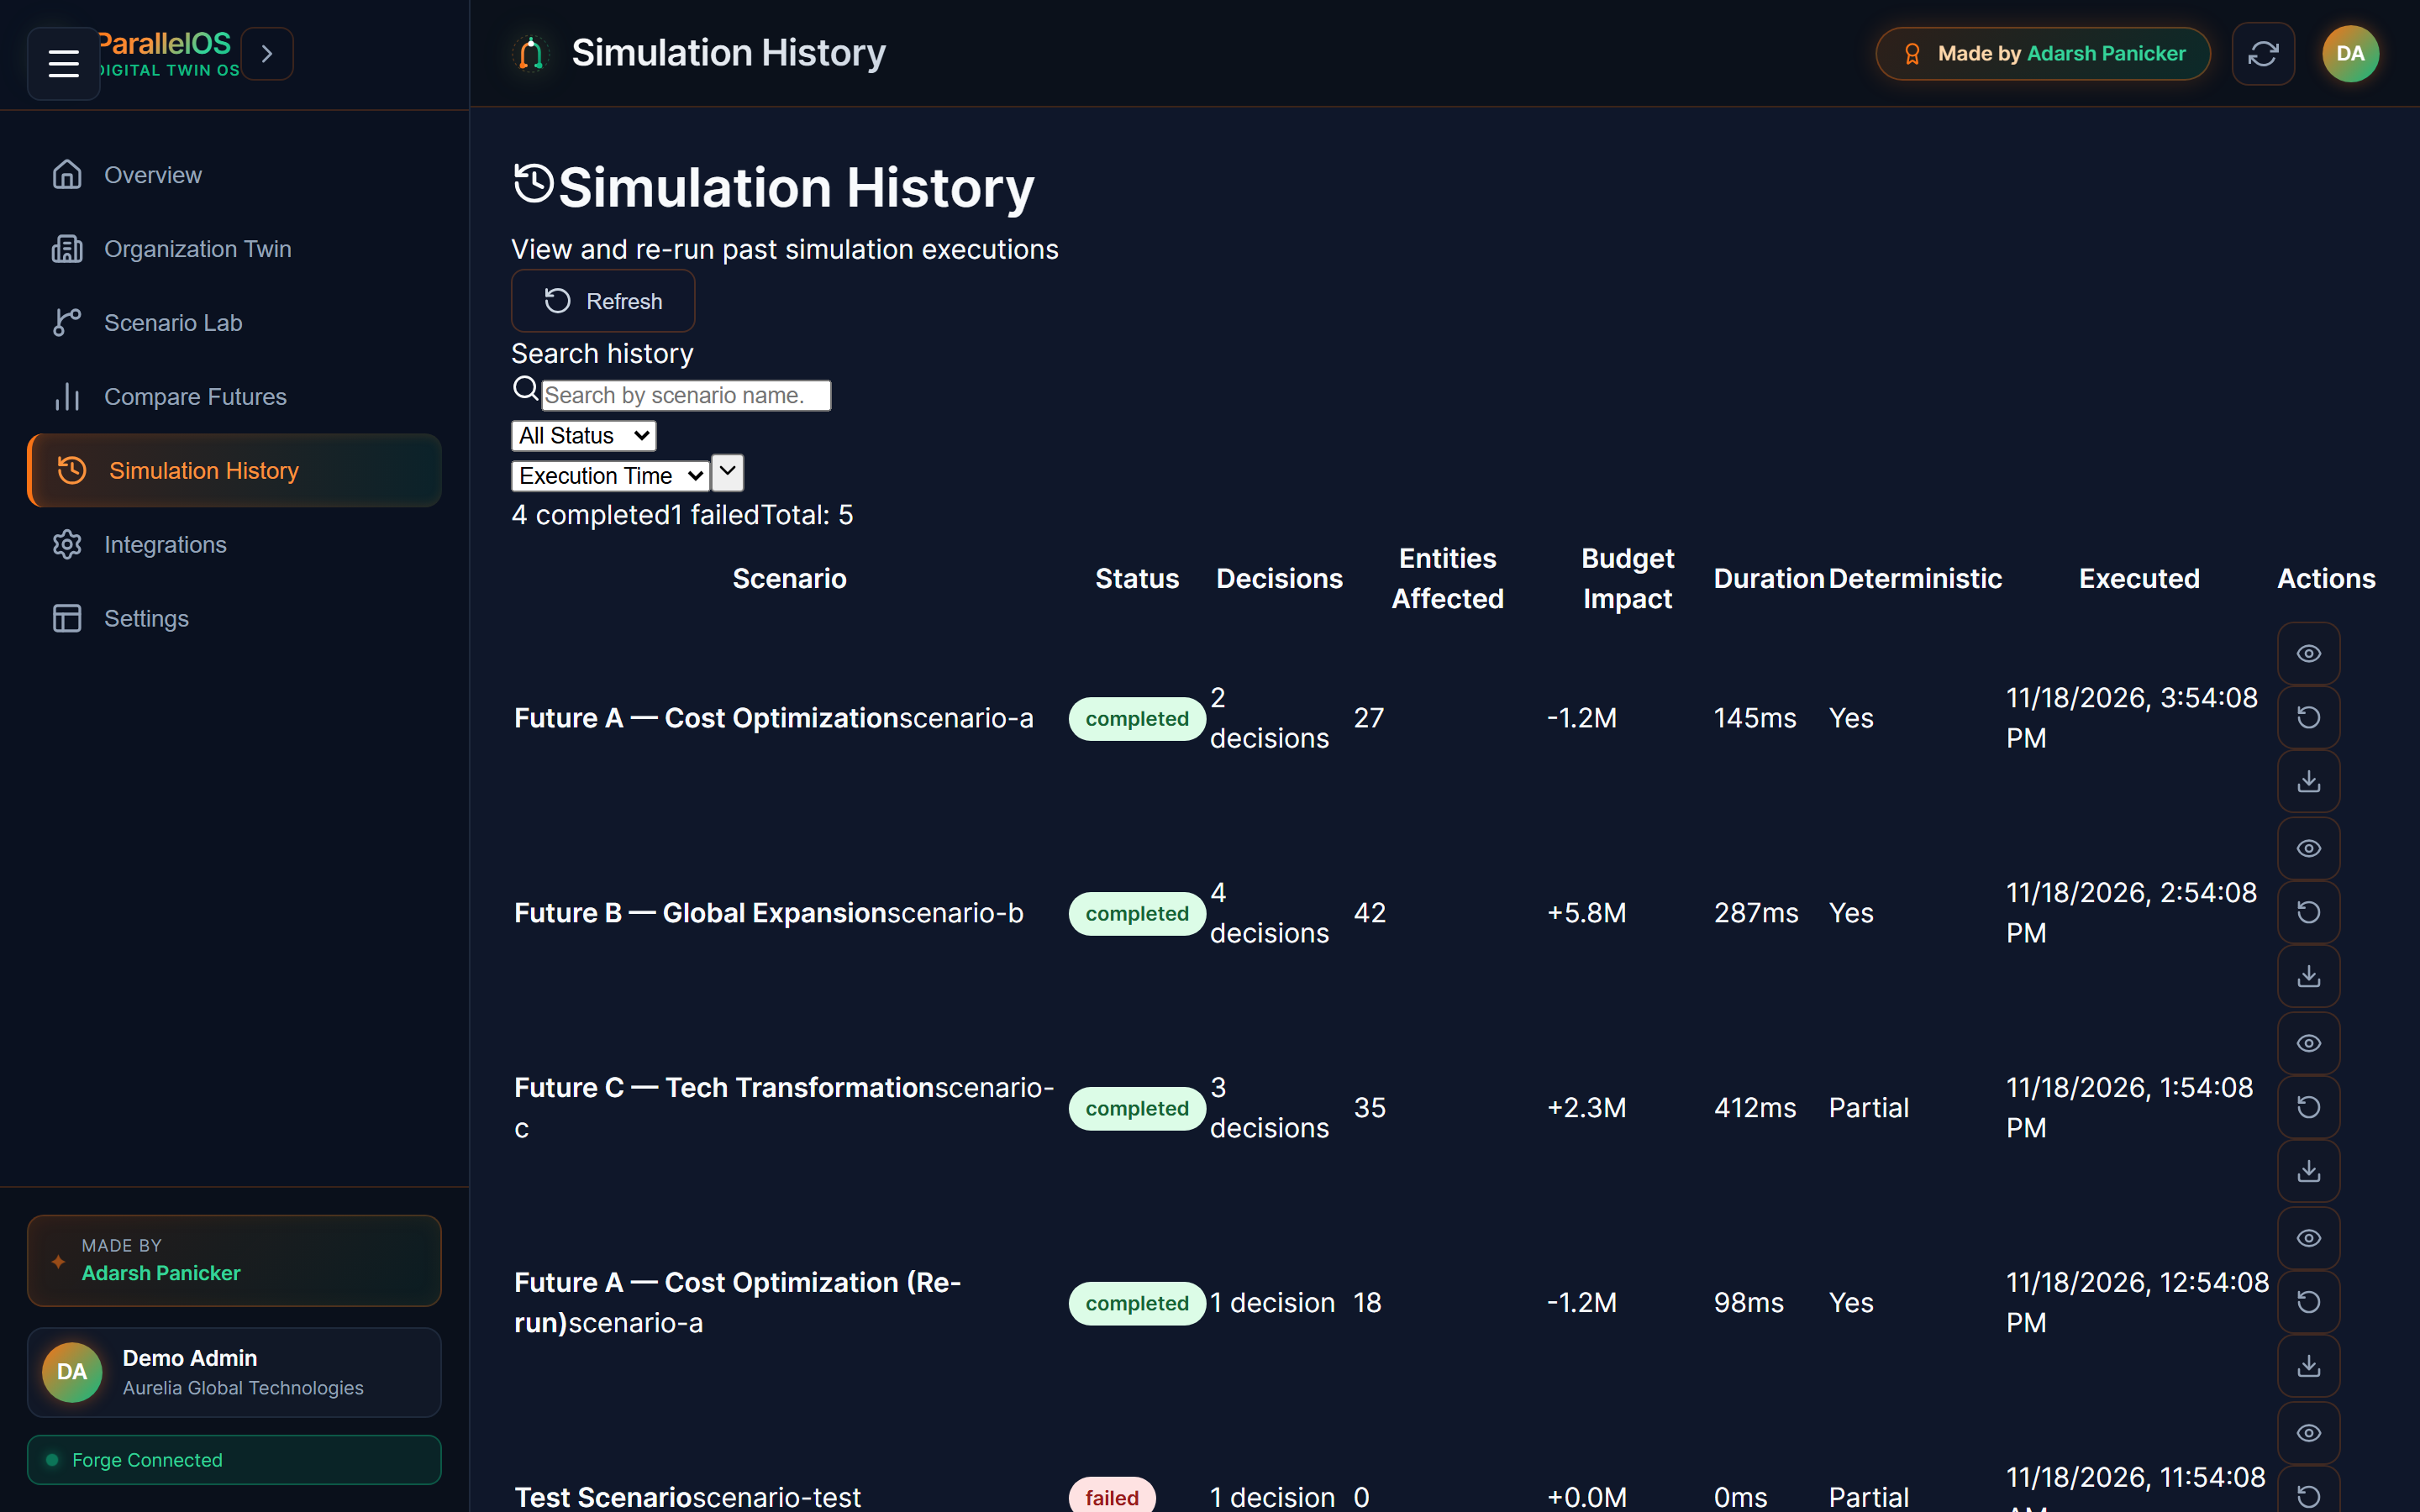 ParallelOS
DIGITAL TWIN OS
Simulation History
Made by Adarsh Panicker
DA
Overview
Organization Twin
Scenario Lab
Compare Futures
Simulation History
Integrations
Settings
MADE BY
Adarsh Panicker
DA
Demo Admin
Aurelia Global Technologies
Forge Connected
Simulation History
View and re-run past simulation executions
Refresh
Search history
Search by scenario name.
All Status
Execution Time
4 completed1 failedTotal: 5
Scenario Status Decisions Entities Affected Budget Impact Duration Deterministic Executed Actions
Future A — Cost Optimizationscenario-a completed 2 decisions 27 -1.2M 145ms Yes 11/18/2026, 3:54:08 PM
Future B — Global Expansionscenario-b completed 4 decisions 42 +5.8M 287ms Yes 11/18/2026, 2:54:08 PM
Future C — Tech Transformationscenario-c completed 3 decisions 35 +2.3M 412ms Partial 11/18/2026, 1:54:08 PM
Future A — Cost Optimization (Re-run)scenario-a completed 1 decision 18 -1.2M 98ms Yes 11/18/2026, 12:54:08 PM
Test Scenarioscenario-test failed 1 decision 0 +0.0M 0ms Partial 11/18/2026, 11:54:08